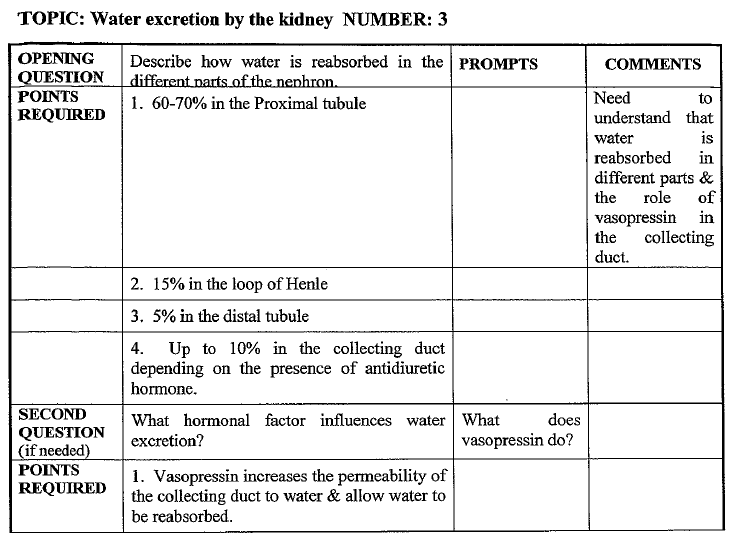 TOPIC: Water excretion by the kidney NUMBER: 3
OPENING QUESTION
Describe how water is reabsorbed in the
different parts of the nephron.
PROMPTS
COMMENTS
POINTS
REQUIRED
1. 60-70% in the Proximal tubule
Need to
understand that
water is
reabsorbed in
different parts &
the role of
vasopressin in
the collecting
duct.
2. 15% in the loop of Henle
3. 5% in the distal tubule
4. Up to 10% in the collecting duct
depending on the presence of antidiuretic
hormone.
SECOND
QUESTION
(if needed)
What hormonal factor influences water
excretion?
What does
vasopressin do?
POINTS
REQUIRED
1. Vasopressin increases the permeability of
the collecting duct to water & allow water to
be reabsorbed.